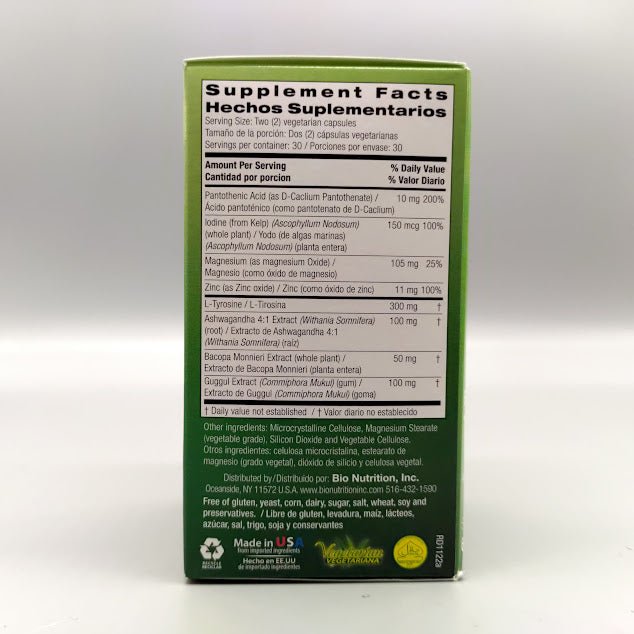 Supplement Facts
Hechos Suplementarios
Serving Size: Two (2) vegetarian capsules
Tamaño de la porción: Dos (2) cápsulas vegetarianas
Servings per container: 30 / Porciones por envase: 30
Amount Per Serving % Daily Value
Cantidad por porcion % Valor Diario
Pantothenic Acid (as D-Caclium Pantothenate) / 10 mg 200%
Ácido pantoténico (como pantotenato de D-Caclium)
Iodine (from Kelp) (Ascophyllum Nodosum) 150 mcg 100%
(whole plant) / Yodo (de algas marinas)
(Ascophyllum Nodosum) (planta entera)
Magnesium (as magnesium Oxide) / 105 mg 25%
Magnesio (como óxido de magnesio)
Zinc (as Zinc oxide) / Zinc (como óxido de zinc) 11 mg 100%
L-Tyrosine / L-Tirosina 300 mg †
Ashwagandha 4:1 Extract (Withania Somnifera) 100 mg †
(root) / Extracto de Ashwagandha 4:1
(Withania Somnifera) (raíz)
Bacopa Monnieri Extract (whole plant) / 50 mg †
Extracto de Bacopa Monnieri (planta entera)
Guggul Extract (Commiphora Mukul) (gum) / 100 mg †
Extracto de Guggul (Commiphora Mukul) (goma)
† Daily value not established / † Valor diario no establecido
Other ingredients: Microcrystalline Cellulose, Magnesium Stearate
(vegetable grade), Silicon Dioxide and Vegetable Cellulose.
Otros ingredientes: celulosa microcristalina, estearato de
magnesio (grado vegetal), dióxido de silicio y celulosa vegetal.
Distributed by/Distribuido por: Bio Nutrition, Inc.
Oceanside, NY 11572 U.S.A. www.bionutritioninc.com 516-432-1590
Free of gluten, yeast, corn, dairy, sugar, salt, wheat, soy and
preservatives. / Libre de gluten, levadura, maíz, lácteos,
azúcar, sal, trigo, soja y conservantes
RECYCLE
RECICLAR
Made in USA
from imported ingredients
Hecho en EE.UU
de importado ingredientes
Vegetarian
VEGETARIANA
RD1122a